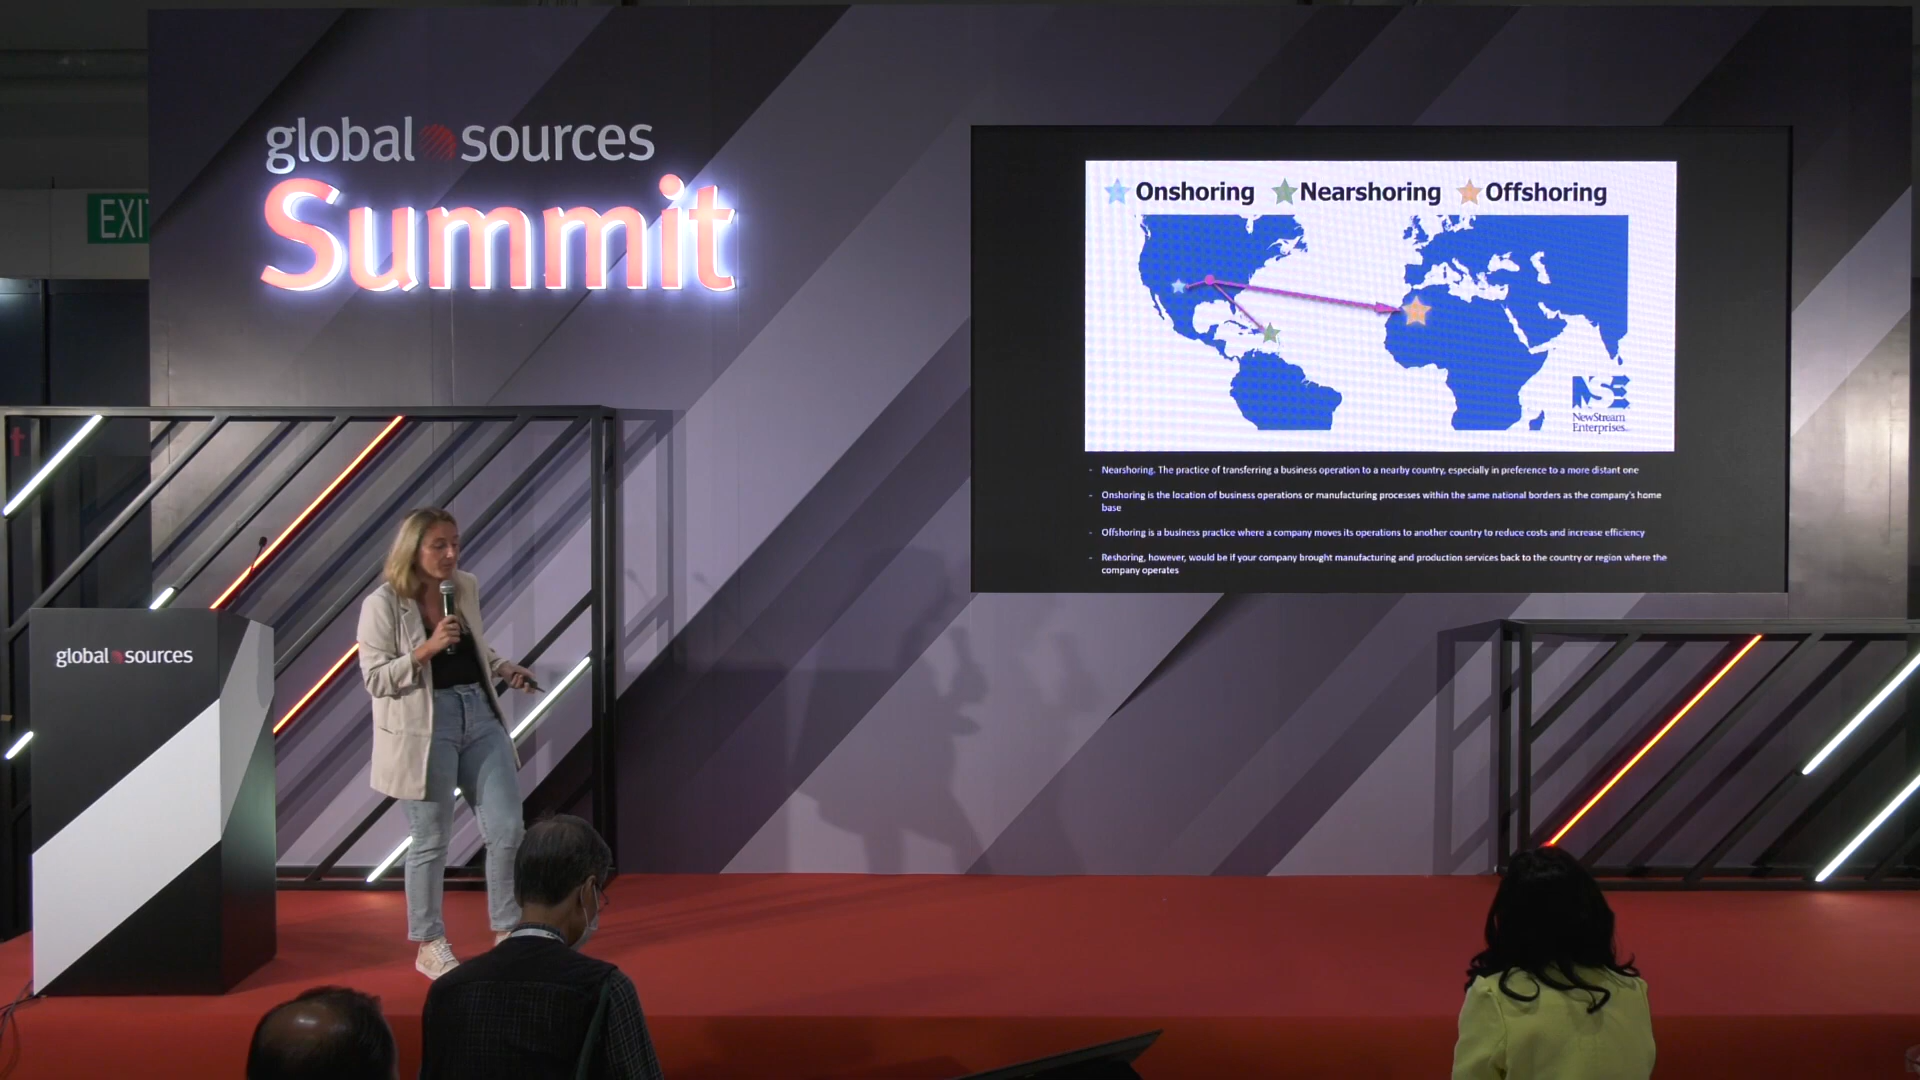 global sources
Summit
EXI
global sources
Onshoring Nearshoring Offshoring
NSE
NewStream
Enterprises
- Nearshoring. The practice of transferring a business operation to a nearby country, especially in preference to a more distant one
- Onshoring is the location of business operations or manufacturing processes within the same national borders as the company's home
base
- Offshoring is a business practice where a company moves its operations to another country to reduce costs and increase efficiency
- Reshoring, however, would be if your company brought manufacturing and production services back to the country or region where the
company operates